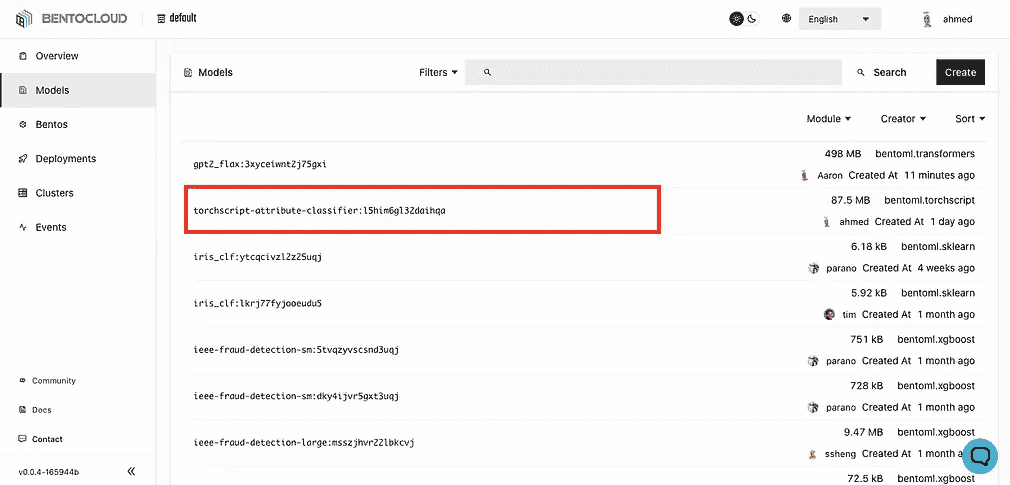 BENTOCLOUD
default
English
ahmed
Overview
Models
Bentos
Deployments
Clusters
Events
Community
Docs
Contact
v0.0.4-165944b
Models
Filters
Search
Create
Module
Creator
Sort
gpt2_flax:3xyceiwnt2j75gxi
498 MB bentoml.transformers
Aaron Created At 11 minutes ago
torchscript-attribute-classifier:l5him6gl3Zdaihqa
87.5 MB bentoml.torchscript
ahmed Created At 1 day ago
iris_clf:ytcqcivzl2z25uqj
6.18 kB bentoml.sklearn
parano Created At 4 weeks ago
iris_clf:lkrj77fyjooeudu5
5.92 kB bentoml.sklearn
tim Created At 1 month ago
ieee-fraud-detection-sm:5tvqzyvscsnd3uqj
751 kB bentoml.xgboost
parano Created At 1 month ago
ieee-fraud-detection-sm:dky4ijvr5gxt3uqj
728 kB bentoml.xgboost
parano Created At 1 month ago
ieee-fraud-detection-large:msszjhvr22lbkcvj
9.47 MB bentoml.xgboost
ssheng Created At 1 month
72.5 kB bentoml.xgboost